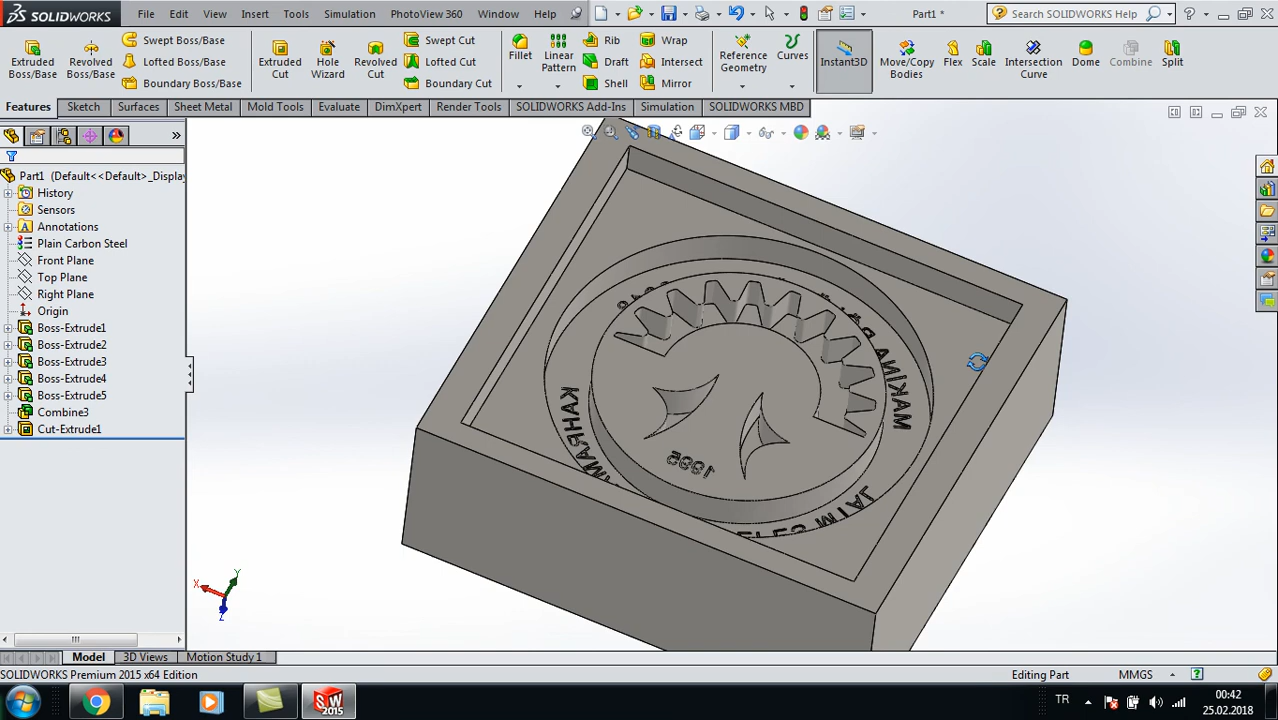 SOLIDWORKS File Edit View Insert Tools Simulation PhotoView 360 Window Help Part1 * Search SOLIDWORKS Help
Extruded Boss/Base
Revolved Boss/Base
Swept Boss/Base
Lofted Boss/Base
Boundary Boss/Base
Extruded Cut
Hole Wizard
Revolved Cut
Swept Cut
Lofted Cut
Boundary Cut
Fillet
Linear Pattern
Rib
Draft
Shell
Wrap
Intersect
Mirror
Reference Geometry
Curves
Instant3D
Move/Copy Bodies
Flex
Scale
Intersection Curve
Dome
Combine
Split
Features Sketch Surfaces Sheet Metal Mold Tools Evaluate DimXpert Render Tools SOLIDWORKS Add-Ins Simulation SOLIDWORKS MBD
Part1 (Default<<Default>_Display
History
Sensors
Annotations
Plain Carbon Steel
Front Plane
Top Plane
Right Plane
Origin
Boss-Extrude1
Boss-Extrude2
Boss-Extrude3
Boss-Extrude4
Boss-Extrude5
Combine3
Cut-Extrude1
MAKINA
1995
X
Y
Z
Model 3D Views Motion Study 1
SOLIDWORKS Premium 2015 x64 Edition Editing Part MMGS
SW 2015
TR
00:42
25.02.2018